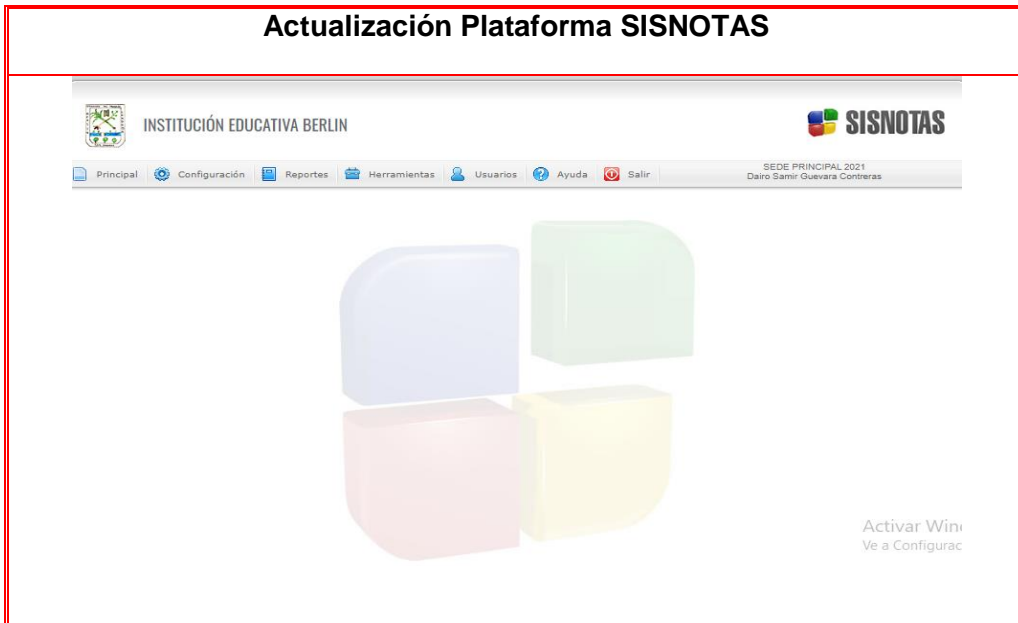 Actualización Plataforma SISNOTAS
INSTITUCIÓN EDUCATIVA BERLIN
SISNOTAS
Principal Configuración Reportes Herramientas Usuarios Ayuda Salir
SEDE PRINCIPAL 2021
Dairo Samir Guevara Contreras
Activar Win
Ve a Configurac